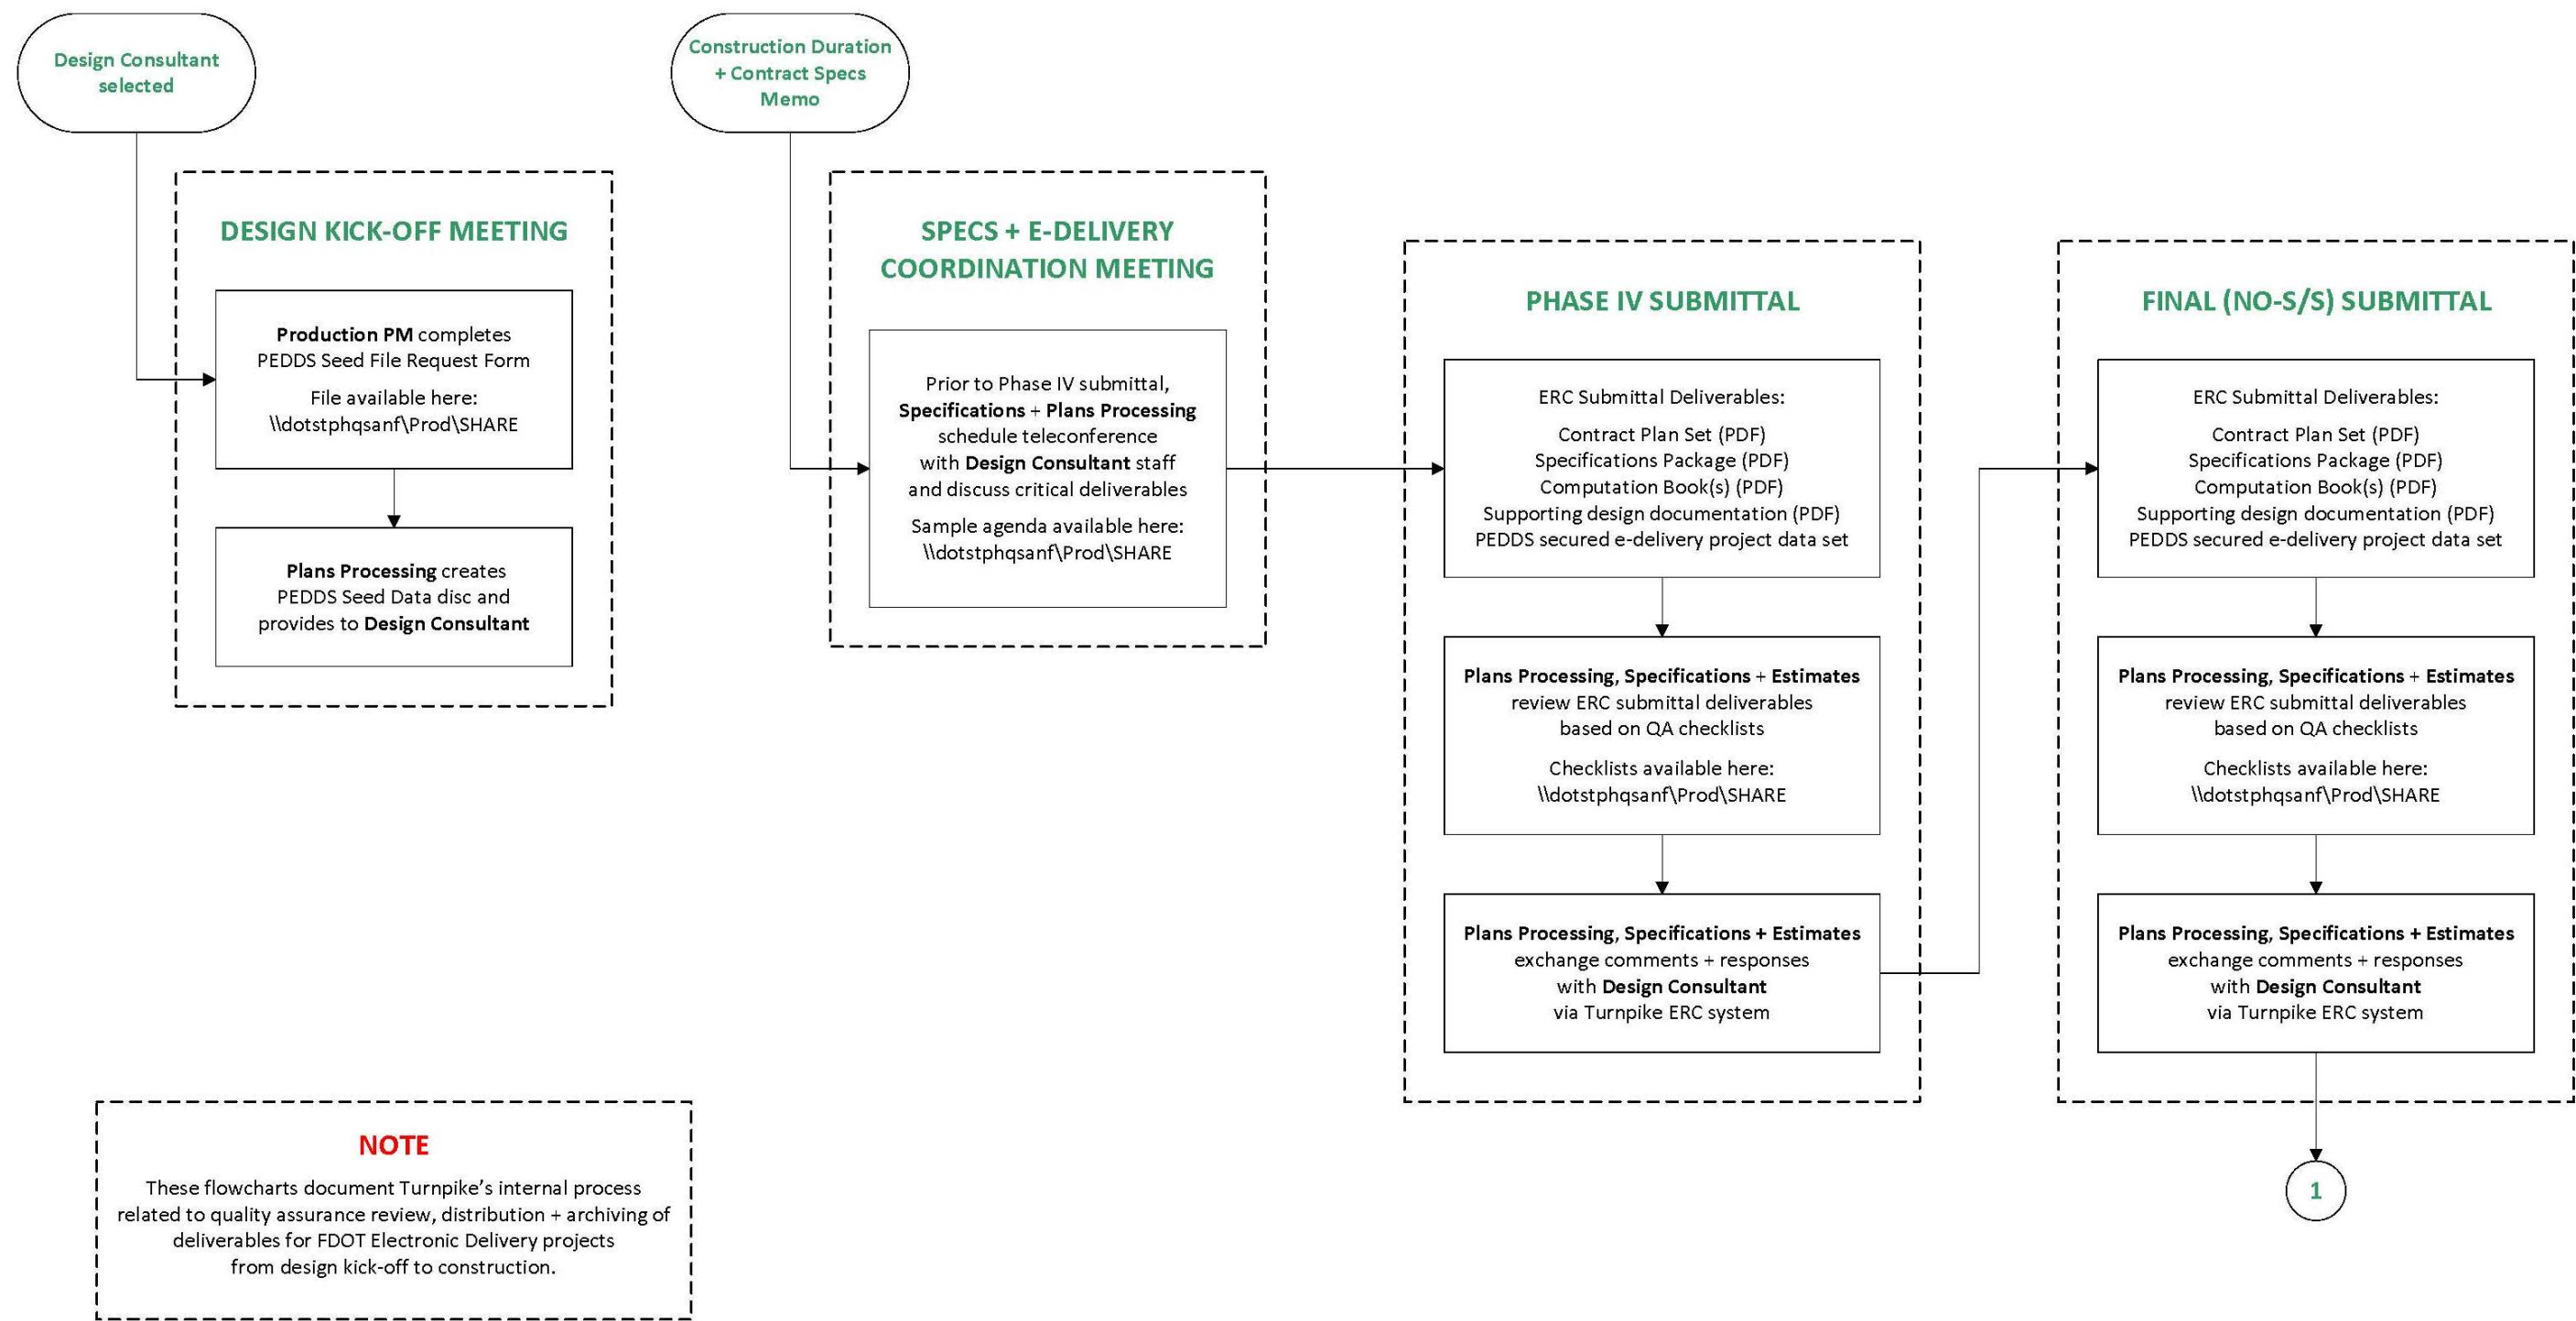 Design Consultant
selected
Construction Duration
+ Contract Specs
Memo
DESIGN KICK-OFF MEETING
Production PM completes
PEDDS Seed File Request Form
File available here:
\\dotstphqsanf\Prod\SHARE
Plans Processing creates
PEDDS Seed Data disc and
provides to Design Consultant
SPECS + E-DELIVERY
COORDINATION MEETING
Prior to Phase IV submittal,
Specifications + Plans Processing
schedule teleconference
with Design Consultant staff
and discuss critical deliverables
Sample agenda available here:
\\dotstphqsanf\Prod\SHARE
PHASE IV SUBMITTAL
ERC Submittal Deliverables:
Contract Plan Set (PDF)
Specifications Package (PDF)
Computation Book(s) (PDF)
Supporting design documentation (PDF)
PEDDS secured e-delivery project data set
Plans Processing, Specifications + Estimates
review ERC submittal deliverables
based on QA checklists
Checklists available here:
\\dotstphqsanf\Prod\SHARE
Plans Processing, Specifications + Estimates
exchange comments + responses
with Design Consultant
via Turnpike ERC system
FINAL (NO-S/S) SUBMITTAL
ERC Submittal Deliverables:
Contract Plan Set (PDF)
Specifications Package (PDF)
Computation Book(s) (PDF)
Supporting design documentation (PDF)
PEDDS secured e-delivery project data set
Plans Processing, Specifications + Estimates
review ERC submittal deliverables
based on QA checklists
Checklists available here:
\\dotstphqsanf\Prod\SHARE
Plans Processing, Specifications + Estimates
exchange comments + responses
with Design Consultant
via Turnpike ERC system
1
NOTE
These flowcharts document Turnpike's internal process
related to quality assurance review, distribution + archiving of
deliverables for FDOT Electronic Delivery projects
from design kick-off to construction.